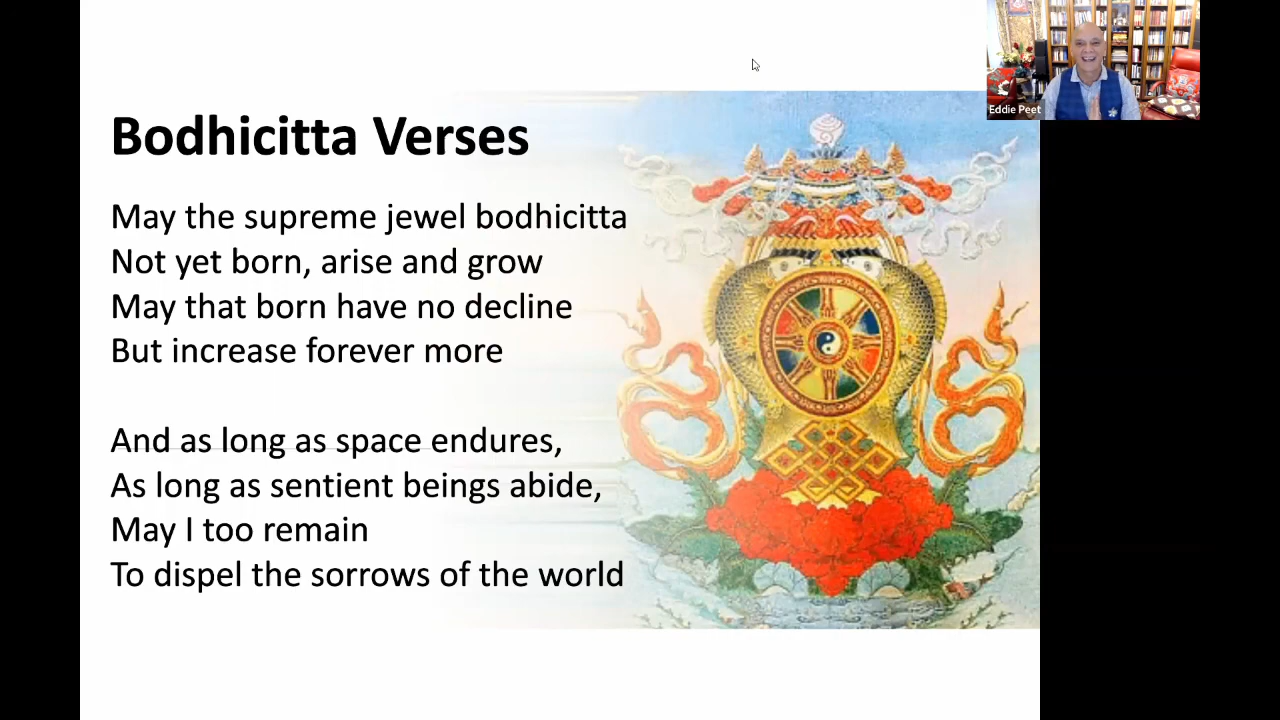 Eddie Peet
Bodhicitta Verses
May the supreme jewel bodhicitta
Not yet born, arise and grow
May that born have no decline
But increase forever more
And as long as space endures,
As long as sentient beings abide,
May I too remain
To dispel the sorrows of the world